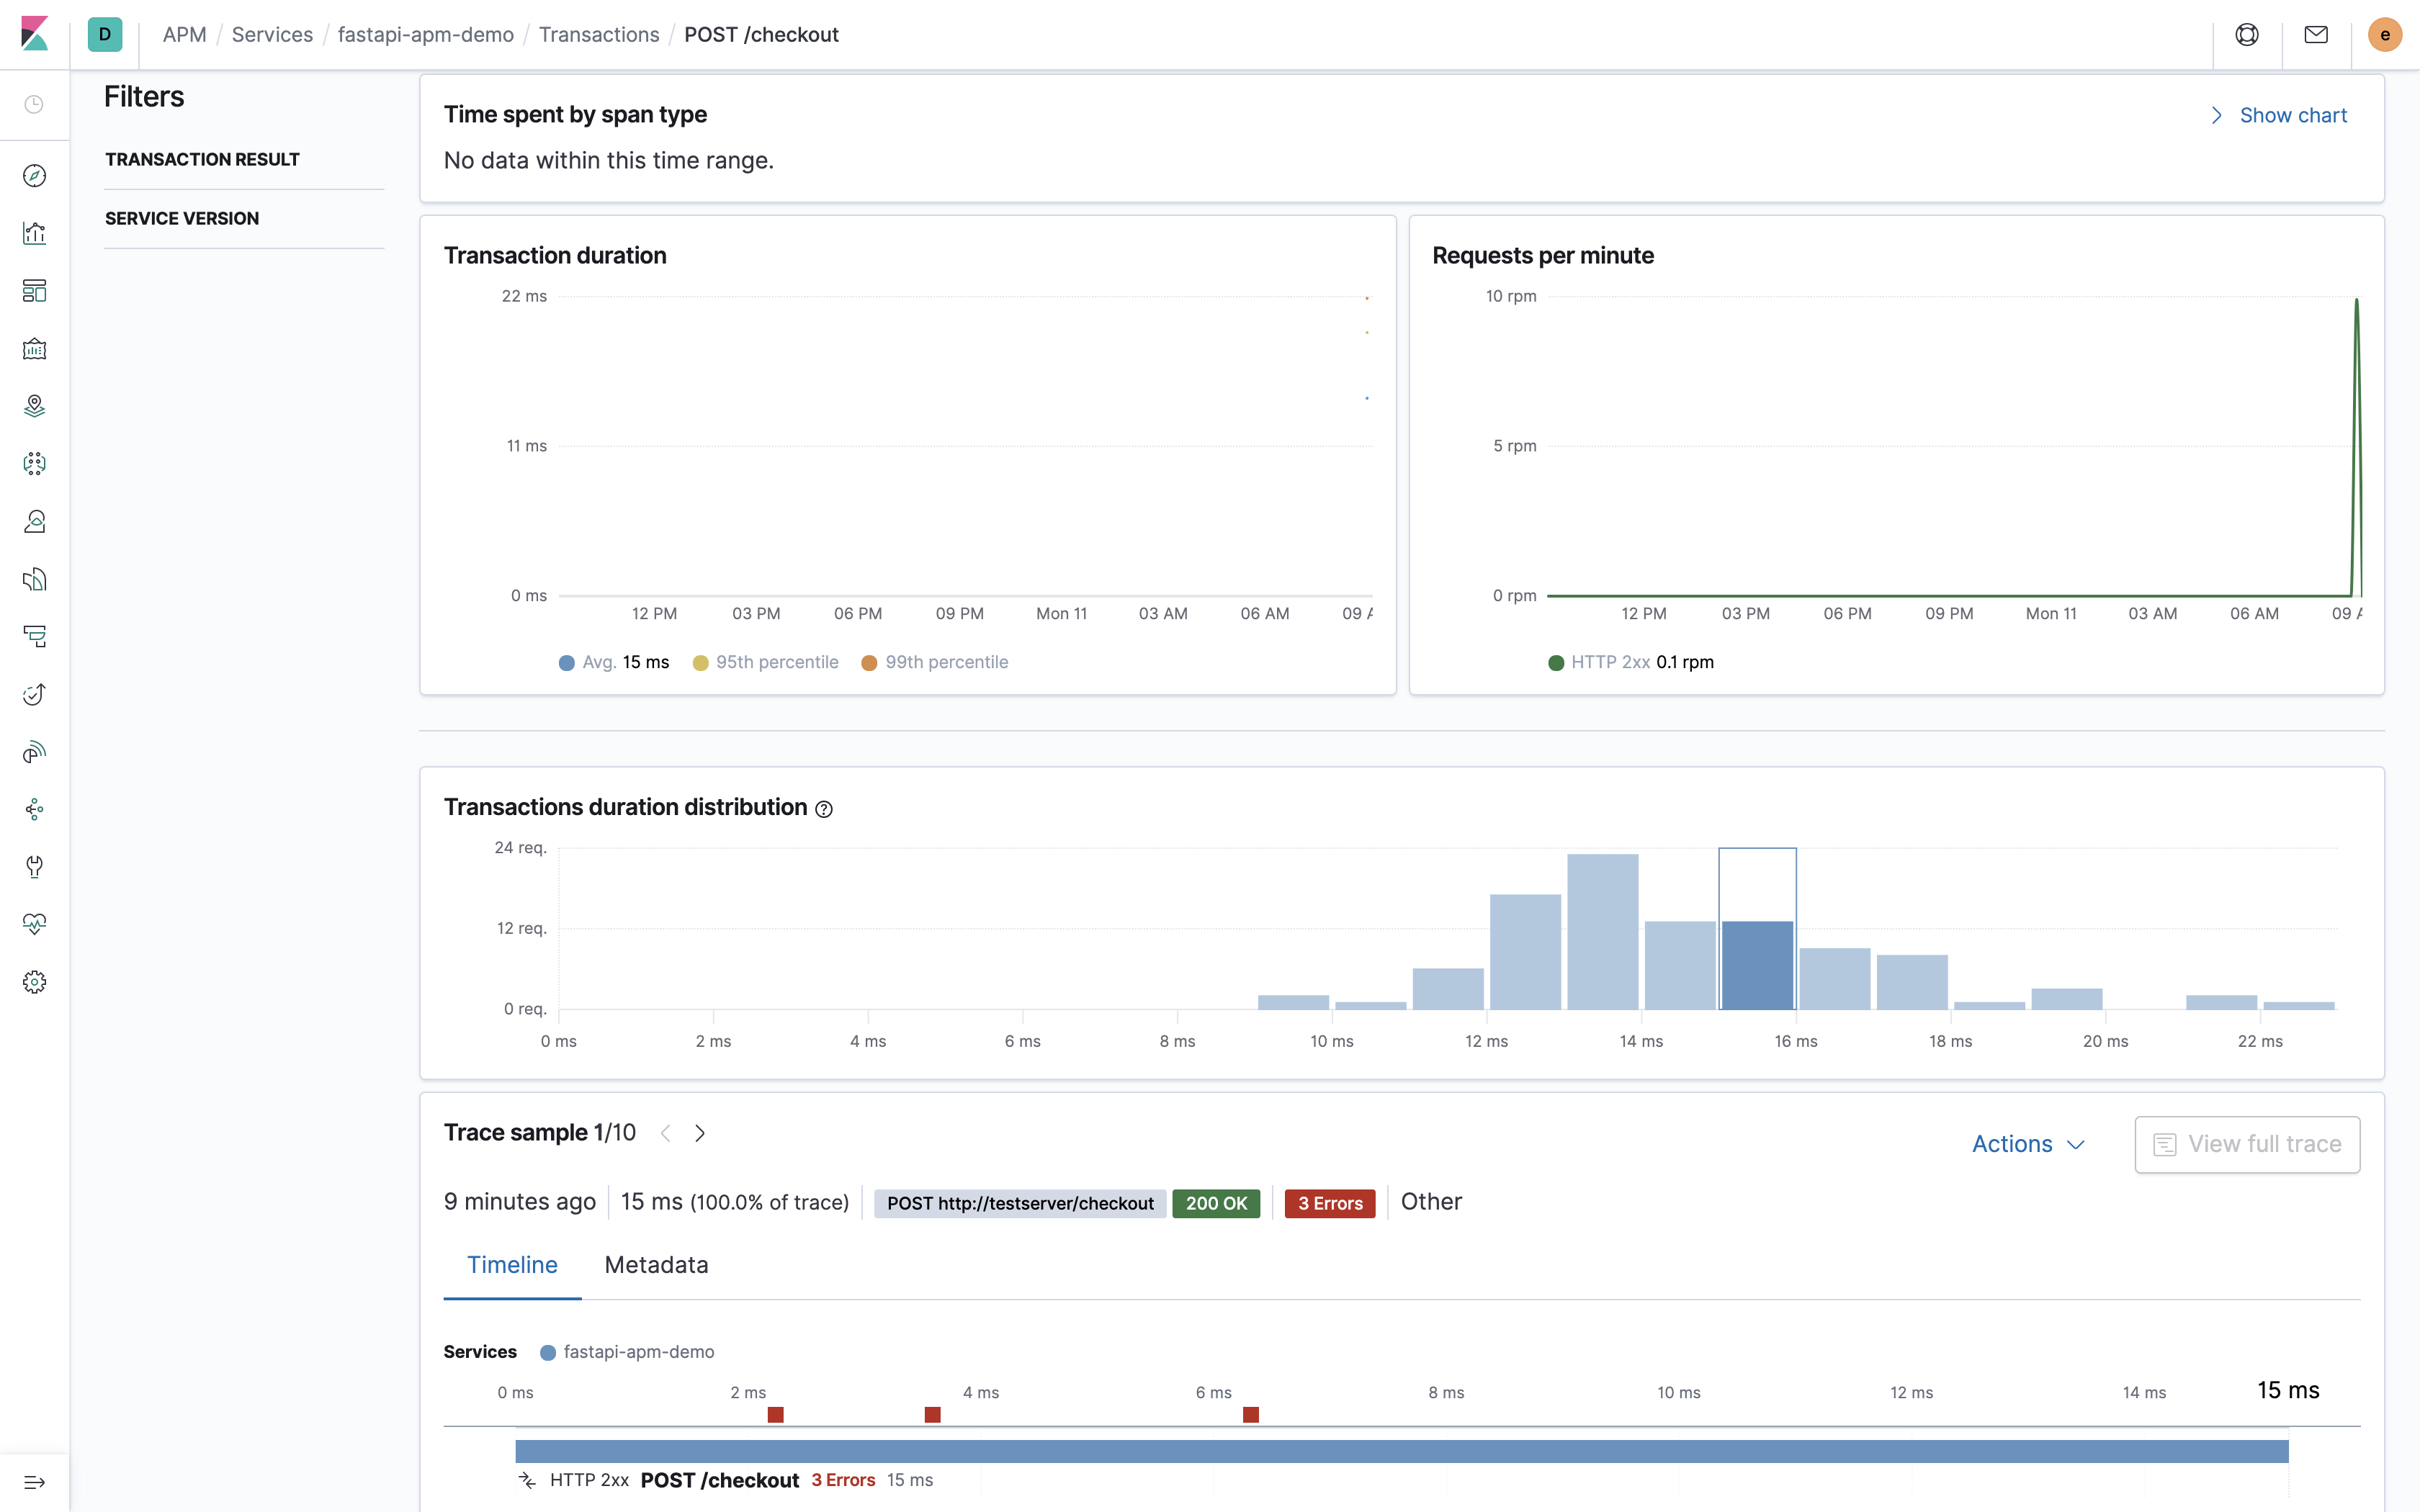 D APM / Services / fastapi-apm-demo / Transactions / POST /checkout e
Filters
TRANSACTION RESULT
SERVICE VERSION
Time spent by span type
Show chart
No data within this time range.
Transaction duration
22 ms
11 ms
0 ms
12 PM 03 PM 06 PM 09 PM Mon 11 03 AM 06 AM 09 A
Avg. 15 ms 95th percentile 99th percentile
Requests per minute
10 rpm
5 rpm
0 rpm
12 PM 03 PM 06 PM 09 PM Mon 11 03 AM 06 AM 09 A
HTTP 2xx 0.1 rpm
Transactions duration distribution
24 req.
12 req.
0 req.
0 ms 2 ms 4 ms 6 ms 8 ms 10 ms 12 ms 14 ms 16 ms 18 ms 20 ms 22 ms
Trace sample 1/10
Actions
View full trace
9 minutes ago 15 ms (100.0% of trace) POST http://testserver/checkout 200 OK 3 Errors Other
Timeline Metadata
Services fastapi-apm-demo
0 ms 2 ms 4 ms 6 ms 8 ms 10 ms 12 ms 14 ms 15 ms
HTTP 2xx POST /checkout 3 Errors 15 ms